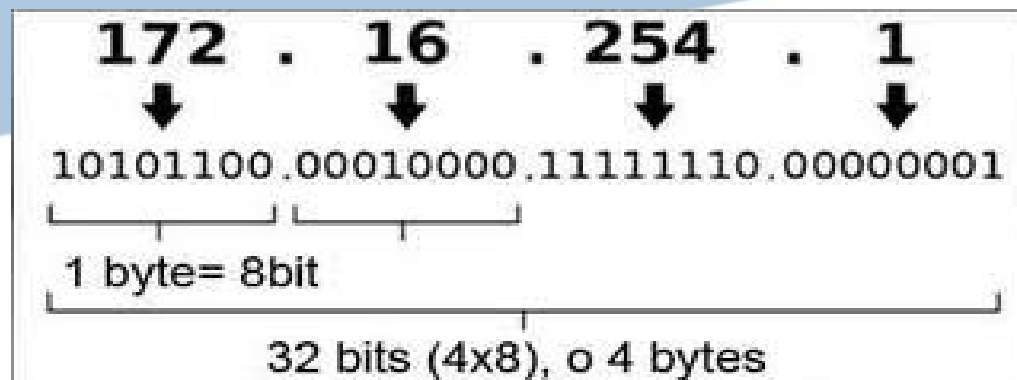 172 . 16 . 254 . 1
10101100.00010000.11111110.00000001
1 byte= 8bit
32 bits (4x8), o 4 bytes